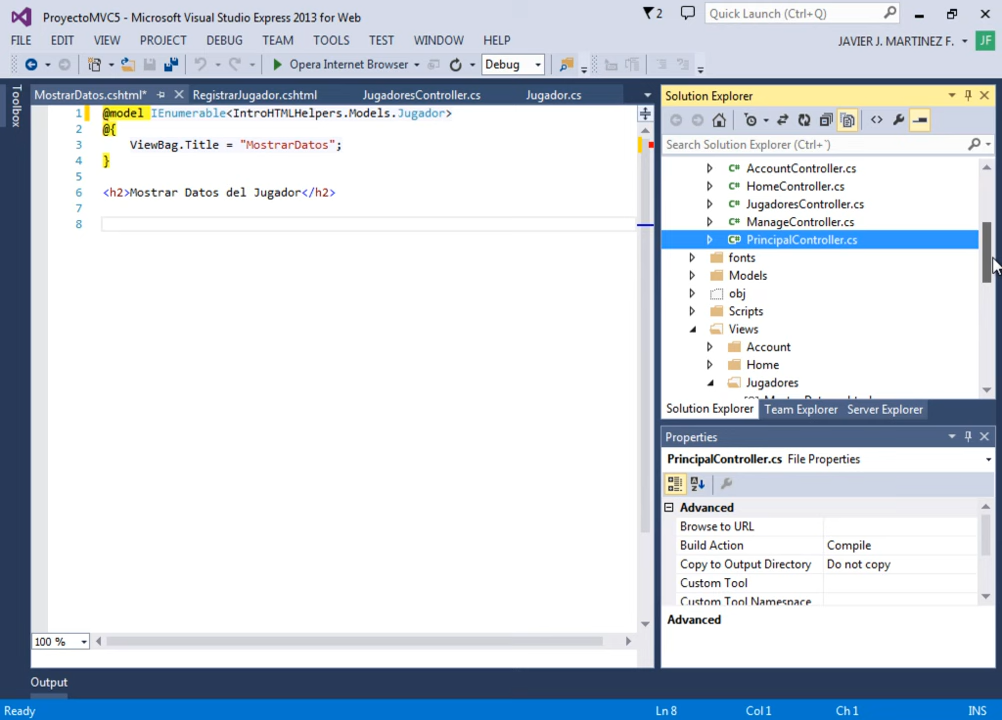 ProyectoMVC5 - Microsoft Visual Studio Express 2013 for Web
2
Quick Launch (Ctrl+Q)
FILE EDIT VIEW PROJECT DEBUG TEAM TOOLS TEST WINDOW HELP
JAVIER J. MARTINEZ F.
JF
Opera Internet Browser
Debug
Toolbox
MostrarDatos.cshtml*
RegistrarJugador.cshtml
JugadoresController.cs
Jugador.cs
1 @model IEnumerable<IntroHTMLHelpers.Models.Jugador>
2 @{
3 ViewBag.Title = "MostrarDatos";
4 }
5
6 <h2>Mostrar Datos del Jugador</h2>
7
8
100 %
Solution Explorer
Search Solution Explorer (Ctrl+¨)
AccountController.cs
HomeController.cs
JugadoresController.cs
ManageController.cs
PrincipalController.cs
fonts
Models
obj
Scripts
Views
Account
Home
Jugadores
Solution Explorer Team Explorer Server Explorer
Properties
PrincipalController.cs File Properties
Advanced
Browse to URL
Build Action Compile
Copy to Output Directory Do not copy
Custom Tool
Custom Tool Namespace
Advanced
Output
Ready
Ln 8
Col 1
Ch 1
INS